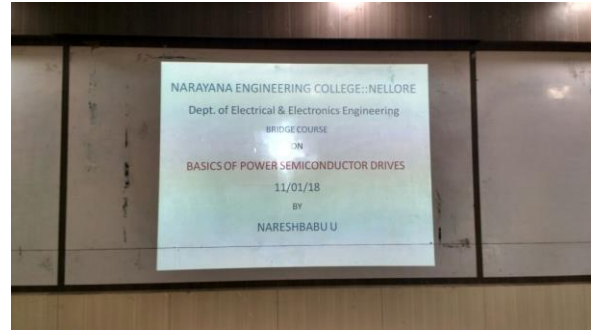 NARAYANA ENGINEERING COLLEGE::NELLORE
Dept. of Electrical & Electronics Engineering
BRIDGE COURSE
ON
BASICS OF POWER SEMICONDUCTOR DRIVES
11/01/18
BY
NARESHBABU U